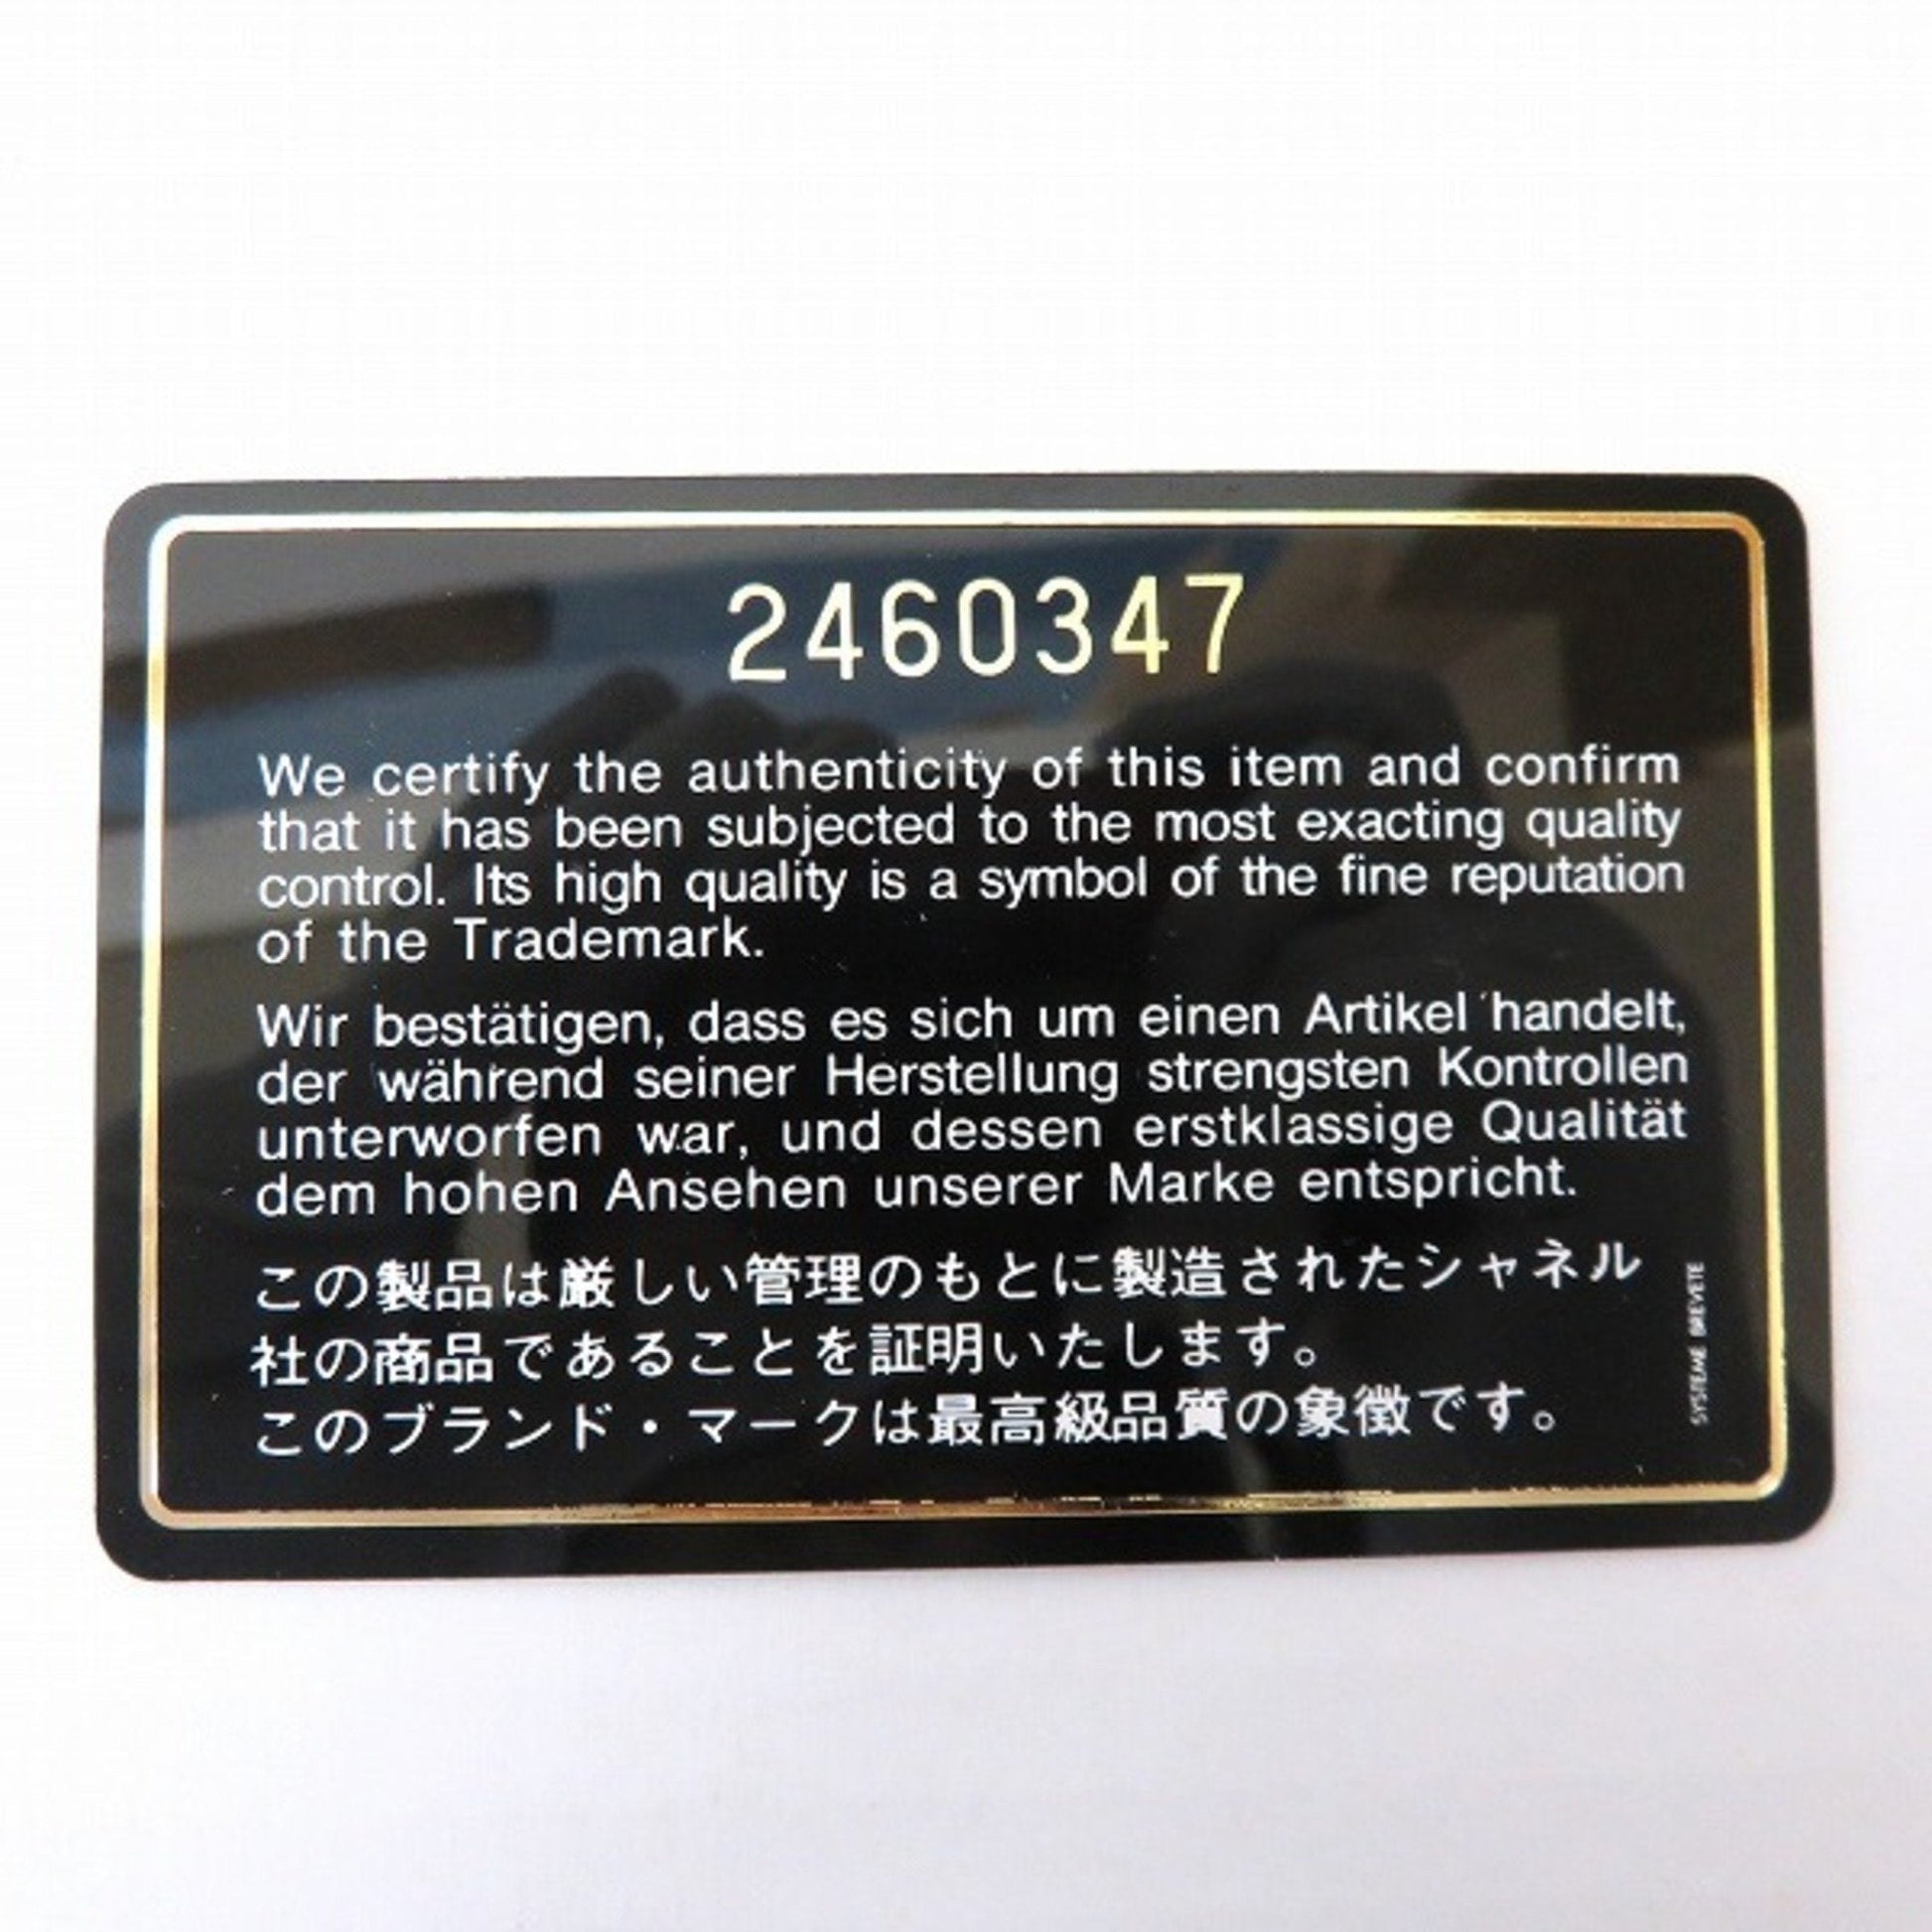 2460347
We certify the authenticity of this item and confirm
that it has been subjected to the most exacting quality
control. Its high quality is a symbol of the fine reputation
of the Trademark.
Wir bestätigen, dass es sich um einen Artikel handelt,
der während seiner Herstellung strengsten Kontrollen
unterworfen war, und dessen erstklassige Qualität
dem hohen Ansehen unserer Marke entspricht.
この製品は厳しい管理のもとに製造されたシャネル
社の商品であることを証明いたします。
このブランド・マークは最高級品質の象徴です。
SYSTEME BREVETE